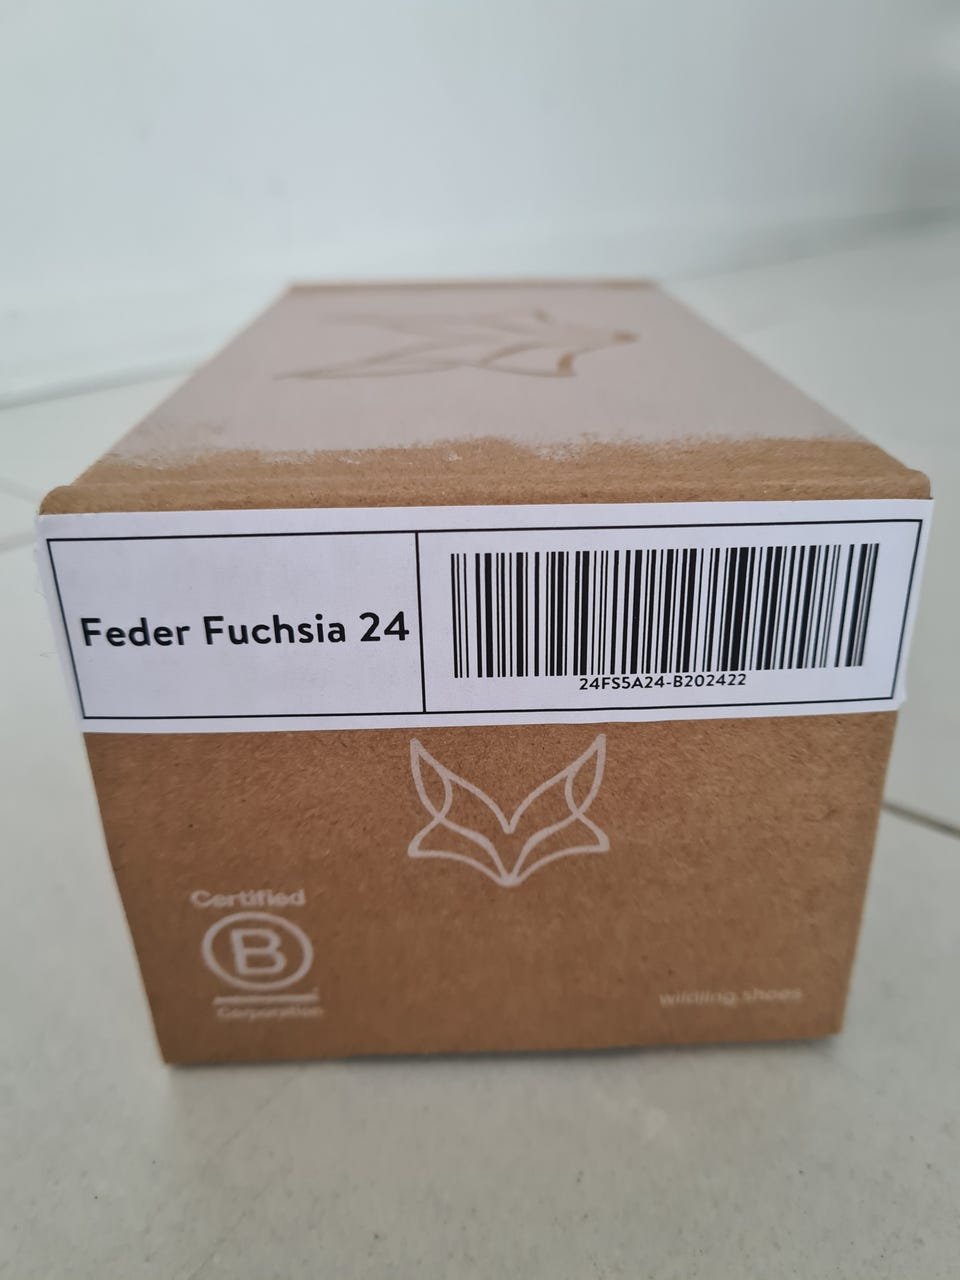 Feder Fuchsia 24
24FS5A24-B202422
Certified
B
Corporation
wildling.shoes